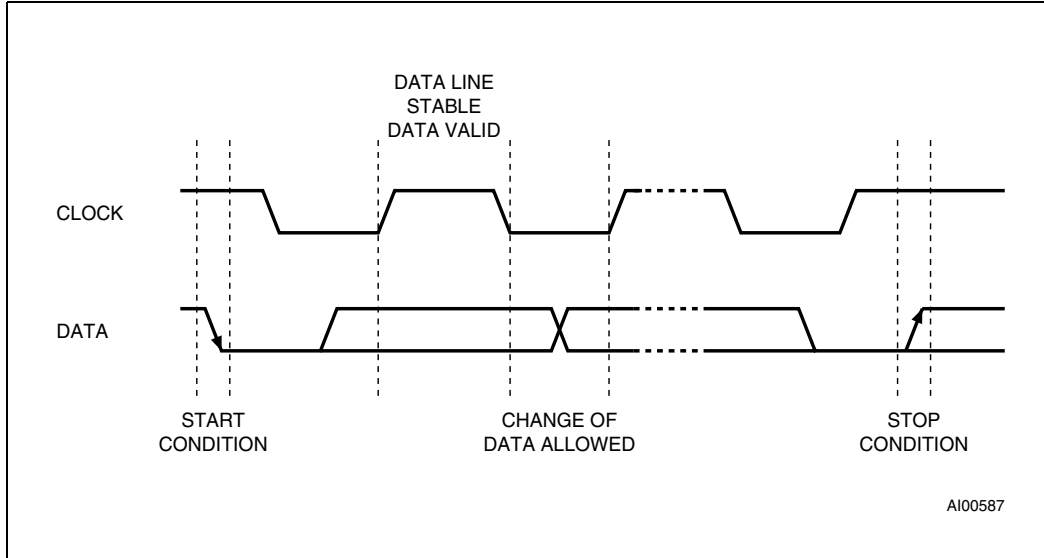 DATA LINE
STABLE
DATA VALID
CLOCK
DATA
START
CONDITION
CHANGE OF
DATA ALLOWED
STOP
CONDITION
AI00587